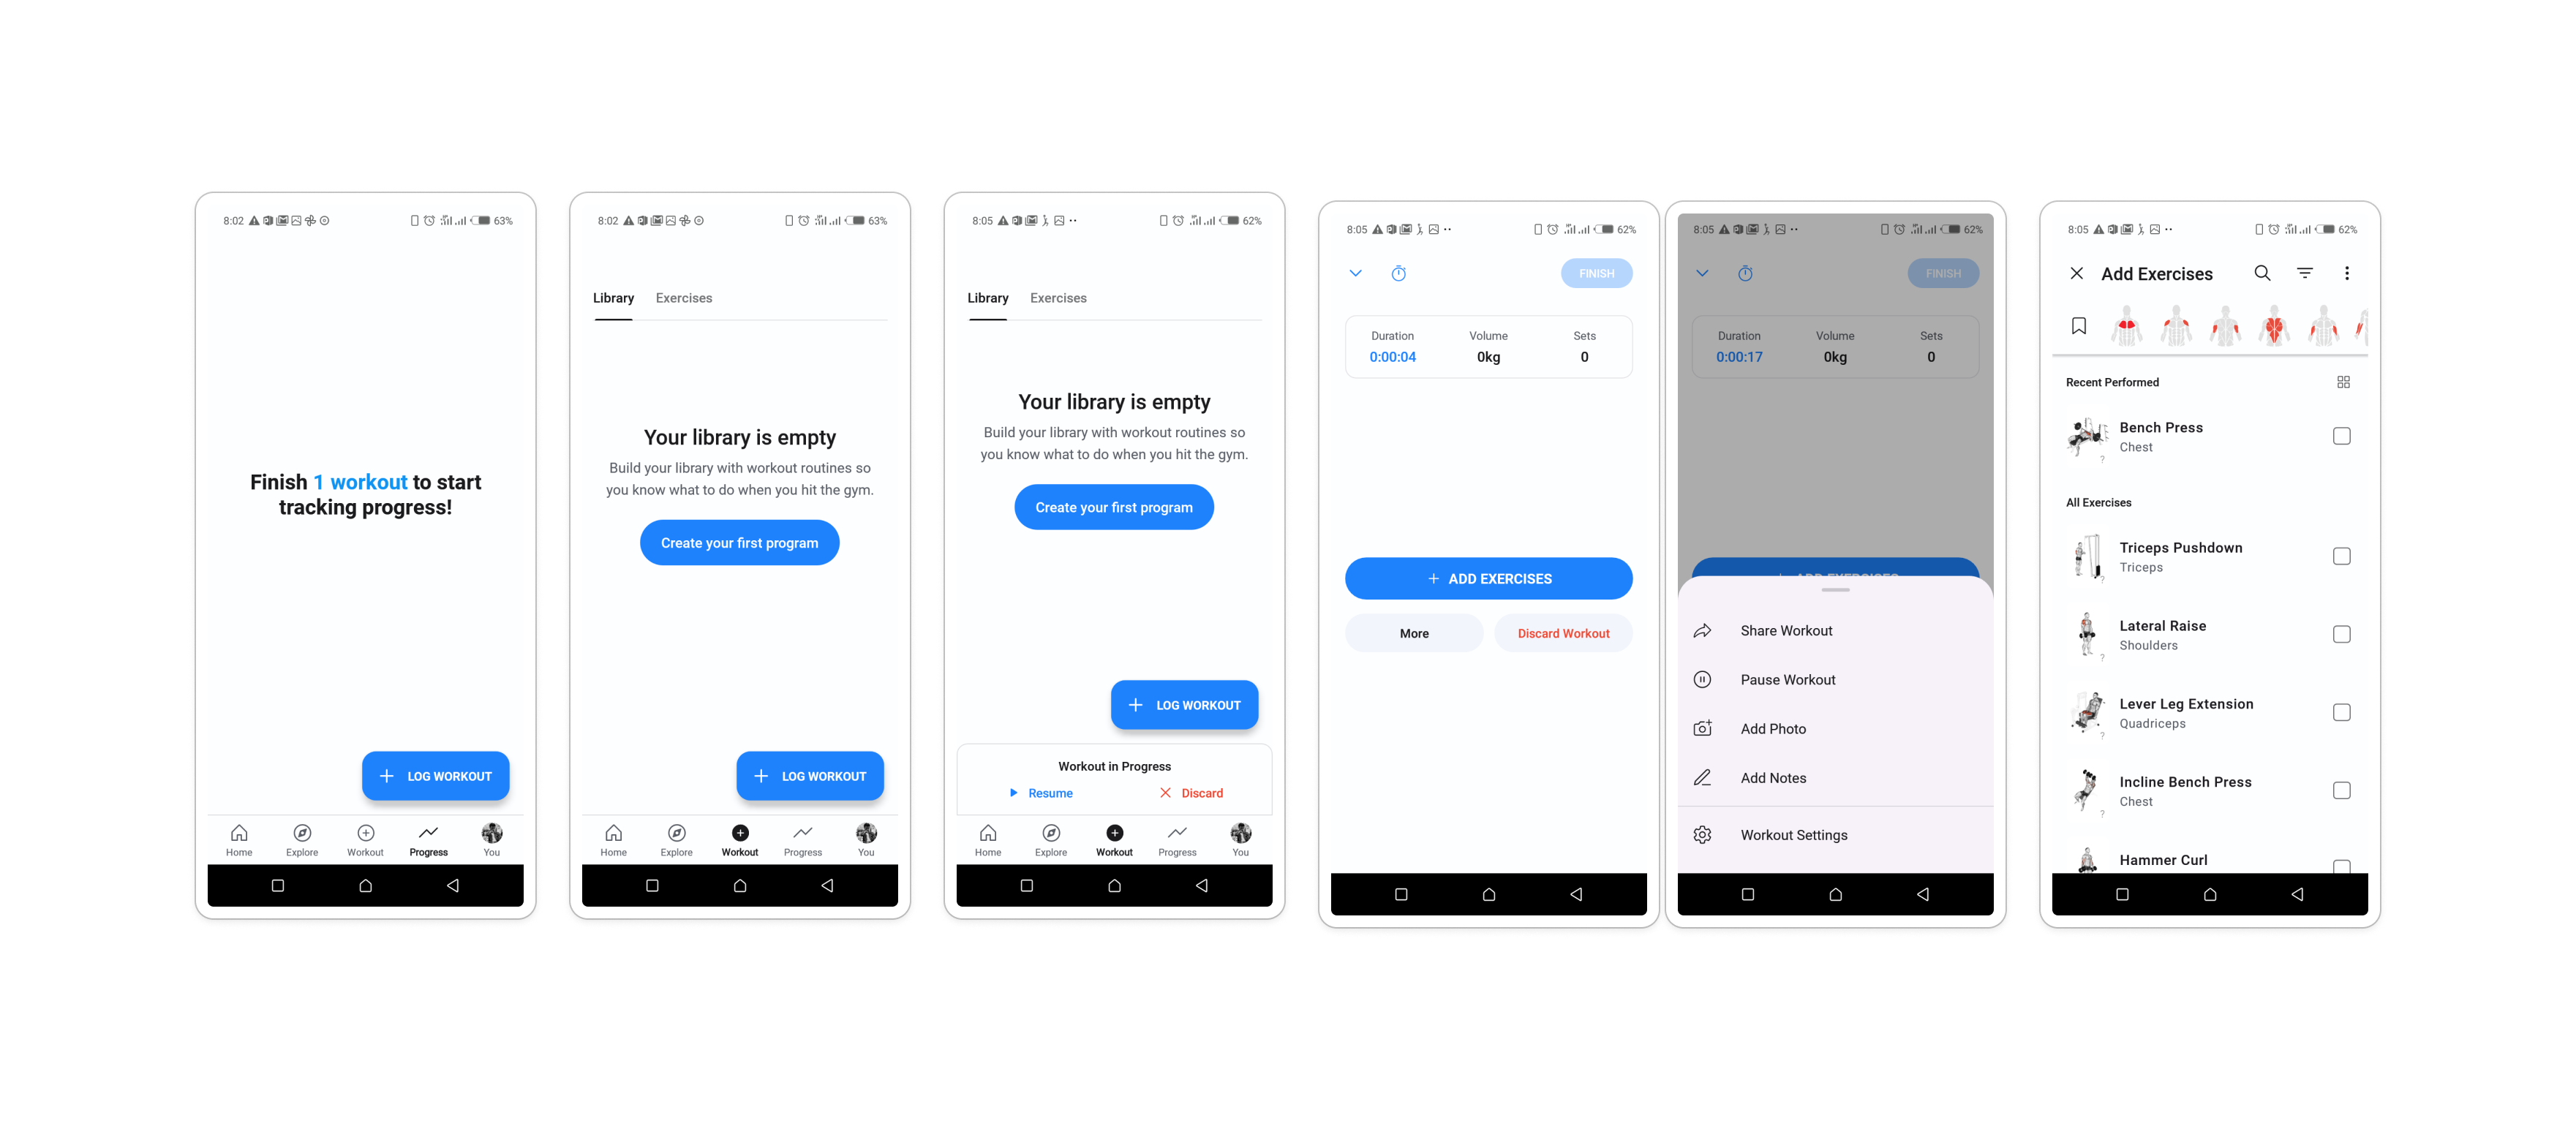 8:02
63%
Finish 1 workout to start
tracking progress!
LOG WORKOUT
Home
Explore
Workout
Progress
You
8:02
63%
Library
Exercises
Your library is empty
Build your library with workout routines so
you know what to do when you hit the gym.
Create your first program
LOG WORKOUT
Home
Explore
Workout
Progress
You
8:05
62%
Library
Exercises
Your library is empty
Build your library with workout routines so
you know what to do when you hit the gym.
Create your first program
LOG WORKOUT
Workout in Progress
Resume
Discard
Home
Explore
Workout
Progress
You
8:05
62%
FINISH
Duration
Volume
Sets
0:00:04
0kg
0
+ ADD EXERCISES
More
Discard Workout
8:05
62%
FINISH
Duration
Volume
Sets
0:00:17
0kg
0
+ ADD EXERCISES
Share Workout
Pause Workout
Add Photo
Add Notes
Workout Settings
8:05
62%
Add Exercises
Recent Performed
Bench Press
Chest
?
All Exercises
Triceps Pushdown
Triceps
?
Lateral Raise
Shoulders
?
Lever Leg Extension
Quadriceps
?
Incline Bench Press
Chest
?
Hammer Curl